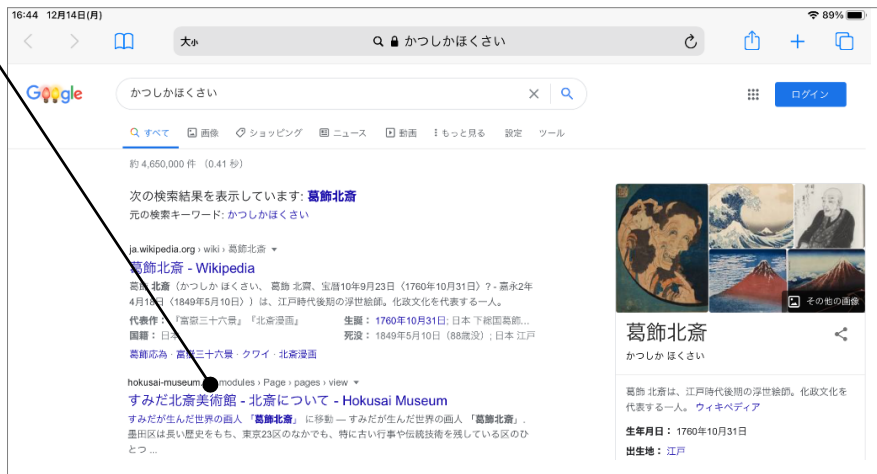 16:44 12月14日(月)
89%
大小
かつしかほくさい
Google
かつしかほくさい
ログイン
すべて 画像 ショッピング ニュース 動画 もっと見る 設定 ツール
約 4,650,000 件 (0.41 秒)
次の検索結果を表示しています: 葛飾北斎
元の検索キーワード: かつしかほくさい
ja.wikipedia.org › wiki › 葛飾北斎
葛飾北斎 - Wikipedia
葛飾 北斎(かつしか ほくさい、 葛飾 北齋、宝暦10年9月23日〈1760年10月31日〉? - 嘉永2年
4月18日〈1849年5月10日〉)は、江戸時代後期の浮世絵師。化政文化を代表する一人。
代表作:『富嶽三十六景』『北斎漫画』
生誕: 1760年10月31日; 日本 下総国葛飾...
国籍: 日本
死没: 1849年5月10日(88歳没); 日本 江戸
葛飾応為 · 富嶽三十六景 · クワイ · 北斎漫画
hokusai-museum. modules › Page › pages › view
すみだ北斎美術館 - 北斎について - Hokusai Museum
すみだが生んだ世界の画人 「葛飾北斎」 に移動 — すみだが生んだ世界の画人 「葛飾北斎」.
墨田区は長い歴史をもち、東京23区のなかでも、特に古い行事や伝統技術を残している区のひ
とつ ...
その他の画像
葛飾北斎
かつしか ほくさい
葛飾 北斎は、江戸時代後期の浮世絵師。化政文化を
代表する一人。 ウィキペディア
生年月日: 1760年10月31日
出生地: 江戸